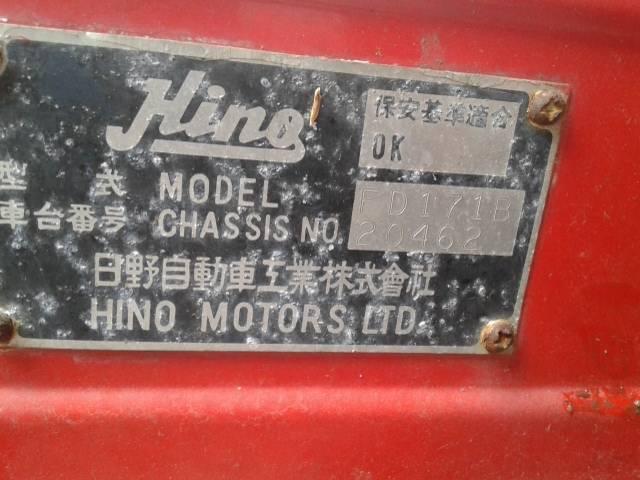 Hino
保安基準適合
OK
型 式 MODEL FD171B
車台番号 CHASSIS NO. 20462
日野自動車工業株式會社
HINO MOTORS, LTD.